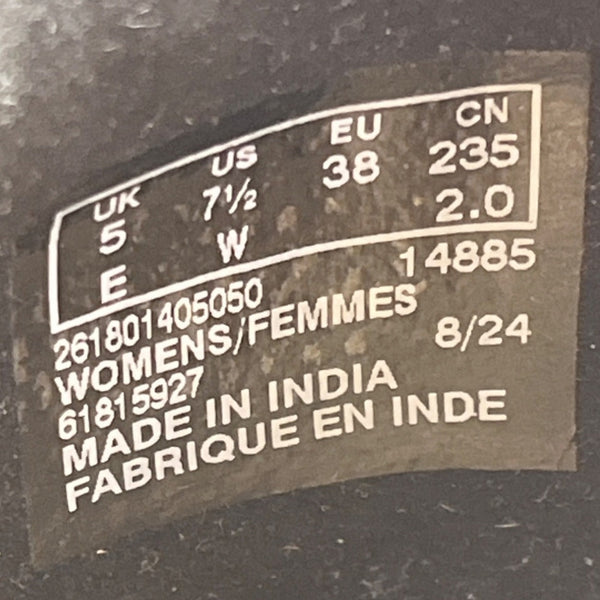 UK US EU CN
5 7½ 38 235
E W 2.0
261801405050 14885
WOMENS/FEMMES
61815927 8/24
MADE IN INDIA
FABRIQUE EN INDE